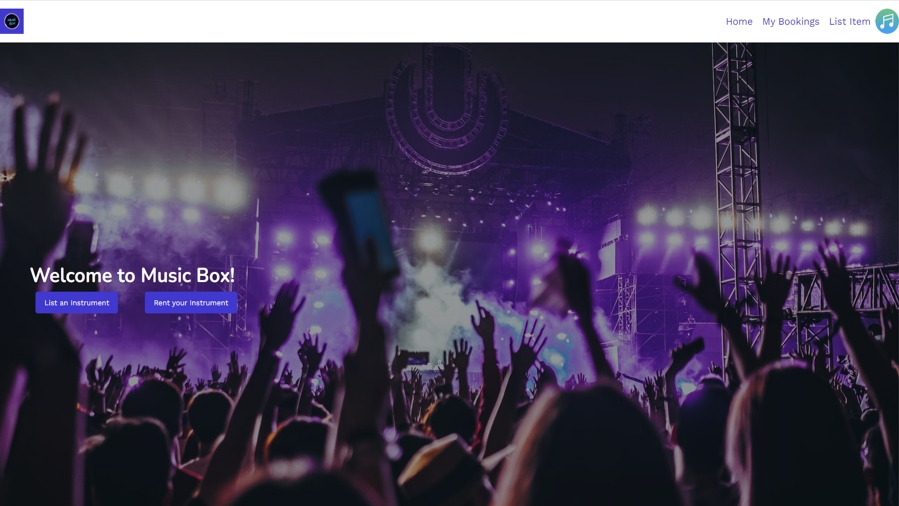 Home My Bookings List Item
Welcome to Music Box!
List an Instrument Rent your Instrument